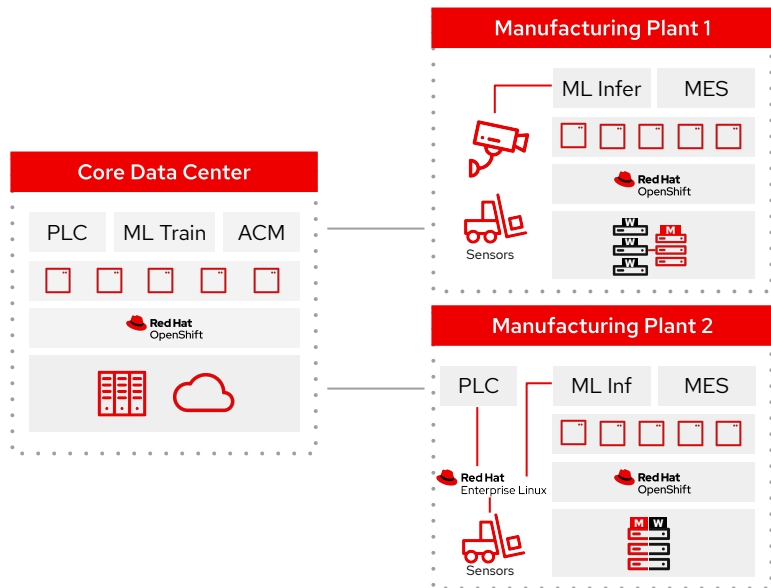 Core Data Center
PLC
ML Train
ACM
Red Hat
OpenShift
Manufacturing Plant 1
ML Infer
MES
Red Hat
OpenShift
Sensors
W
W
W
M
Manufacturing Plant 2
PLC
ML Inf
MES
Red Hat
Enterprise Linux
Red Hat
OpenShift
M W
Sensors